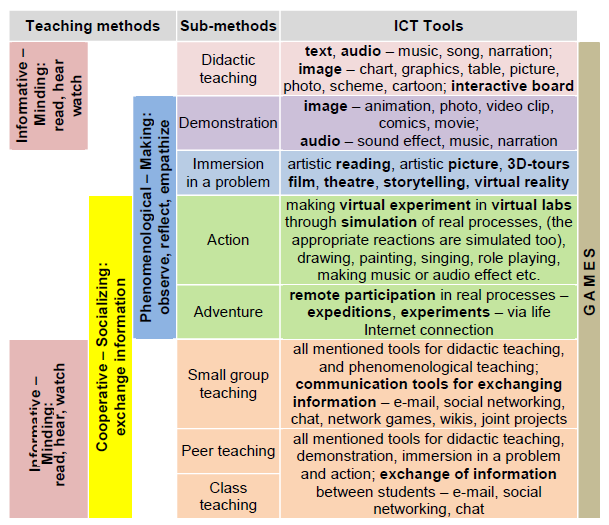 Teaching methods
Sub-methods
ICT Tools
Informative –
Minding:
read, hear
watch
Didactic
teaching
text, audio – music, song, narration;
image – chart, graphics, table, picture,
photo, scheme, cartoon; interactive board
Phenomenological – Making:
observe, reflect, empathize
Demonstration
image – animation, photo, video clip,
comics, movie;
audio – sound effect, music, narration
Immersion
in a problem
artistic reading, artistic picture, 3D-tours
film, theatre, storytelling, virtual reality
Cooperative – Socializing:
exchange information
Action
making virtual experiment in virtual labs
through simulation of real processes, (the
appropriate reactions are simulated too),
drawing, painting, singing, role playing,
making music or audio effect etc.
Adventure
remote participation in real processes –
expeditions, experiments – via life
Internet connection
Informative –
Minding:
read, hear, watch
Small group
teaching
all mentioned tools for didactic teaching,
and phenomenological teaching;
communication tools for exchanging
information – e-mail, social networking,
chat, network games, wikis, joint projects
Peer teaching
Class
teaching
all mentioned tools for didactic teaching,
demonstration, immersion in a problem
and action; exchange of information
between students – e-mail, social
networking, chat
GAMES